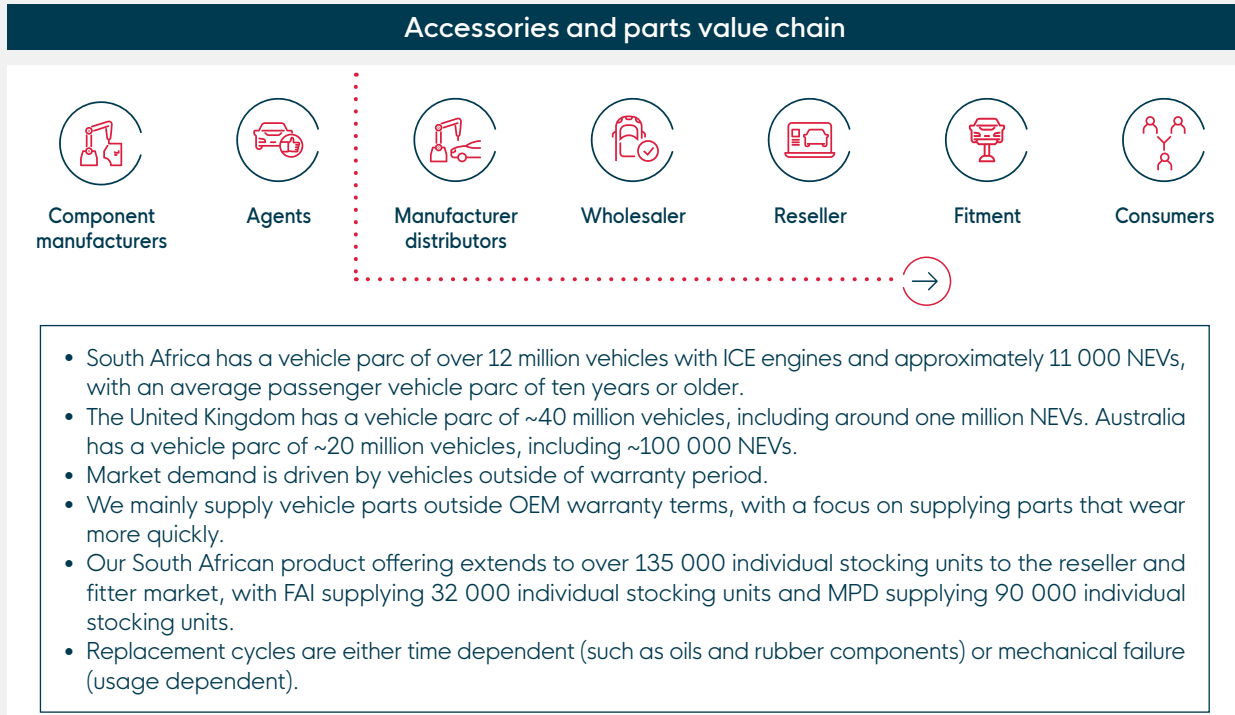 Accessories and parts value chain
Component manufacturers
Agents
Manufacturer distributors
Wholesaler
Reseller
Fitment
Consumers
• South Africa has a vehicle parc of over 12 million vehicles with ICE engines and approximately 11 000 NEVs,
with an average passenger vehicle parc of ten years or older.
• The United Kingdom has a vehicle parc of ~40 million vehicles, including around one million NEVs. Australia
has a vehicle parc of ~20 million vehicles, including ~100 000 NEVs.
• Market demand is driven by vehicles outside of warranty period.
• We mainly supply vehicle parts outside OEM warranty terms, with a focus on supplying parts that wear
more quickly.
• Our South African product offering extends to over 135 000 individual stocking units to the reseller and
fitter market, with FAI supplying 32 000 individual stocking units and MPD supplying 90 000 individual
stocking units.
• Replacement cycles are either time dependent (such as oils and rubber components) or mechanical failure
(usage dependent).